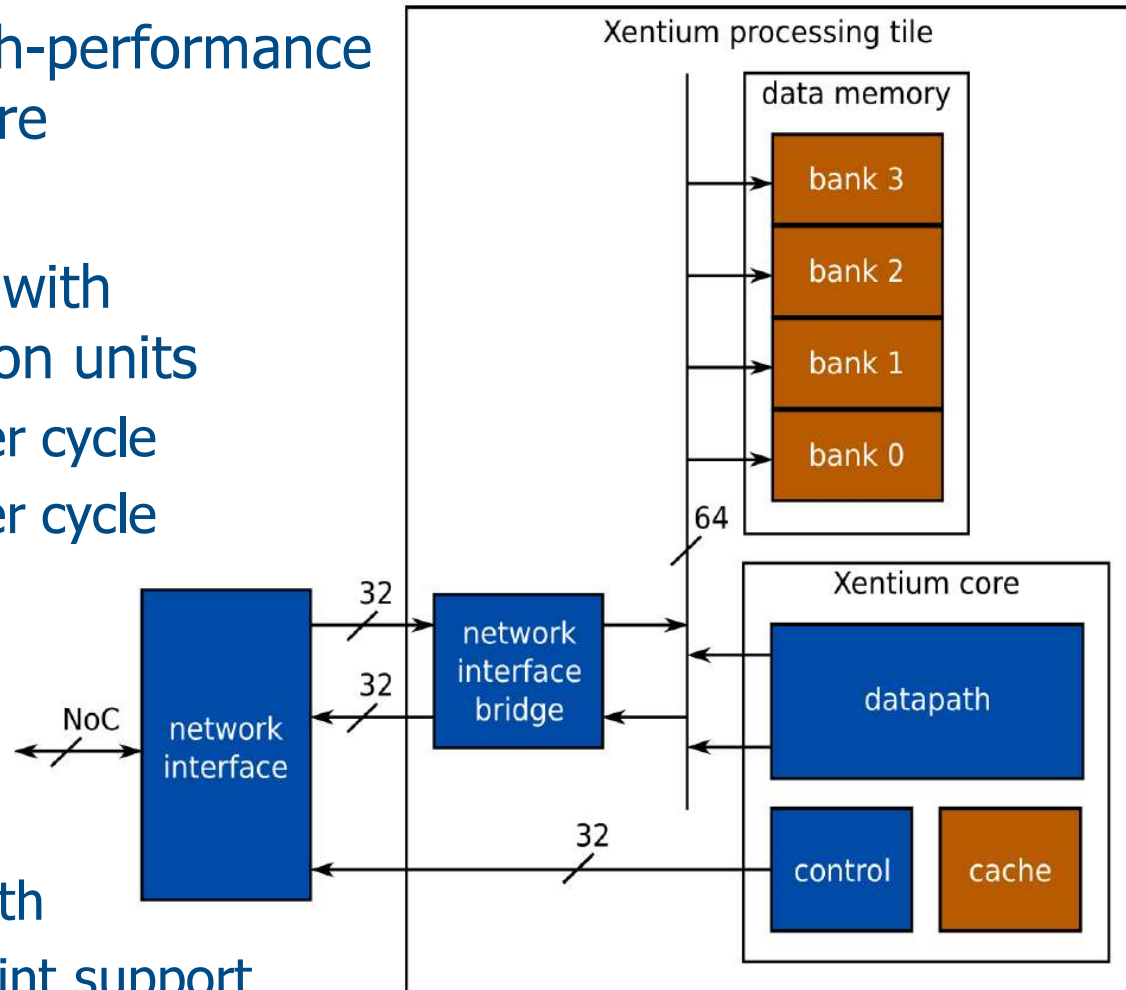 h-performance
re
with
on units
er cycle
er cycle
th
int support
Xentium processing tile
data memory
bank 3
bank 2
bank 1
bank 0
64
Xentium core
datapath
control
cache
32
network
interface
bridge
32
NoC
network
interface
32